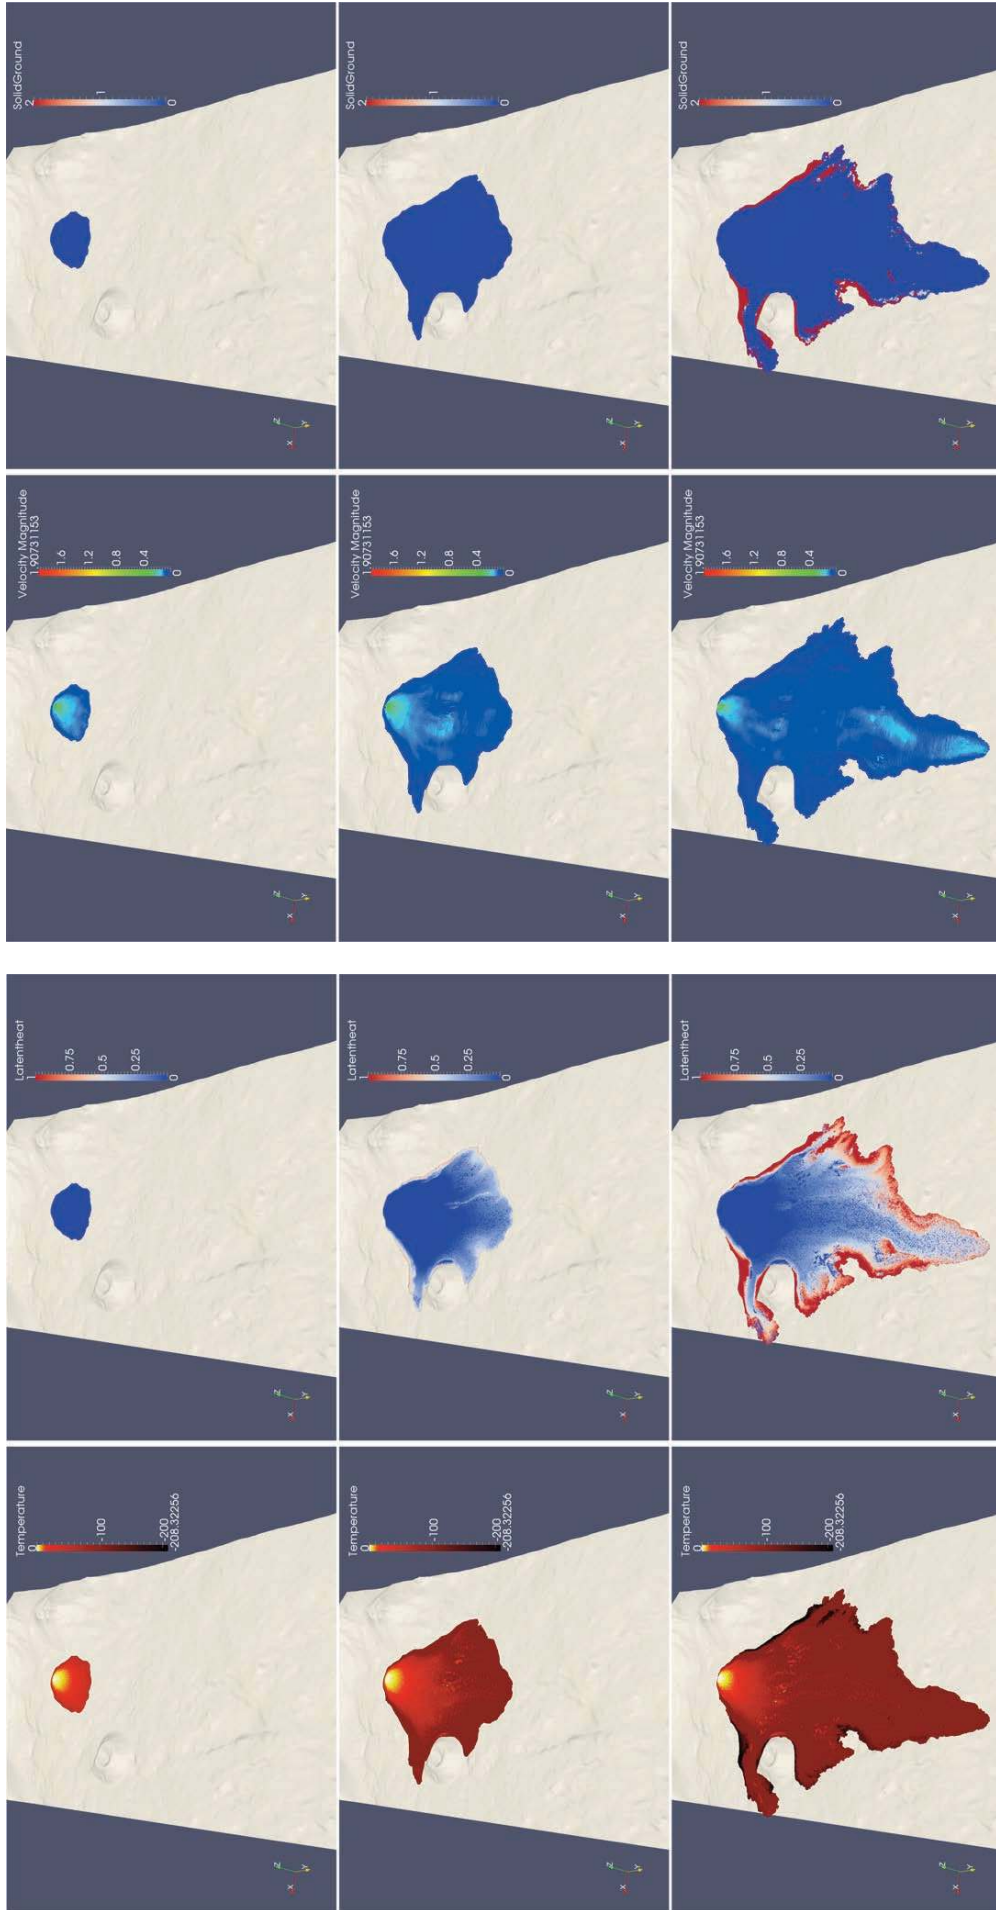 Temperature
0
-100
-200
-208.32256
Z
X
Y
Latentheat
1
0.75
0.5
0.25
0
Z
X
Y
Velocity Magnitude
1.90731153
1.6
1.2
0.8
0.4
0
Z
X
Y
SolidGround
2
1
0
Z
X
Y
Temperature
0
-100
-200
-208.32256
Z
X
Y
Latentheat
1
0.75
0.5
0.25
0
Z
X
Y
Velocity Magnitude
1.90731153
1.6
1.2
0.8
0.4
0
Z
X
Y
SolidGround
2
1
0
Z
X
Y
Temperature
0
-100
-200
-208.32256
Z
X
Y
Latentheat
1
0.75
0.5
0.25
0
Z
X
Y
Velocity Magnitude
1.90731153
1.6
1.2
0.8
0.4
0
Z
X
Y
SolidGround
2
1
0
Z
X
Y